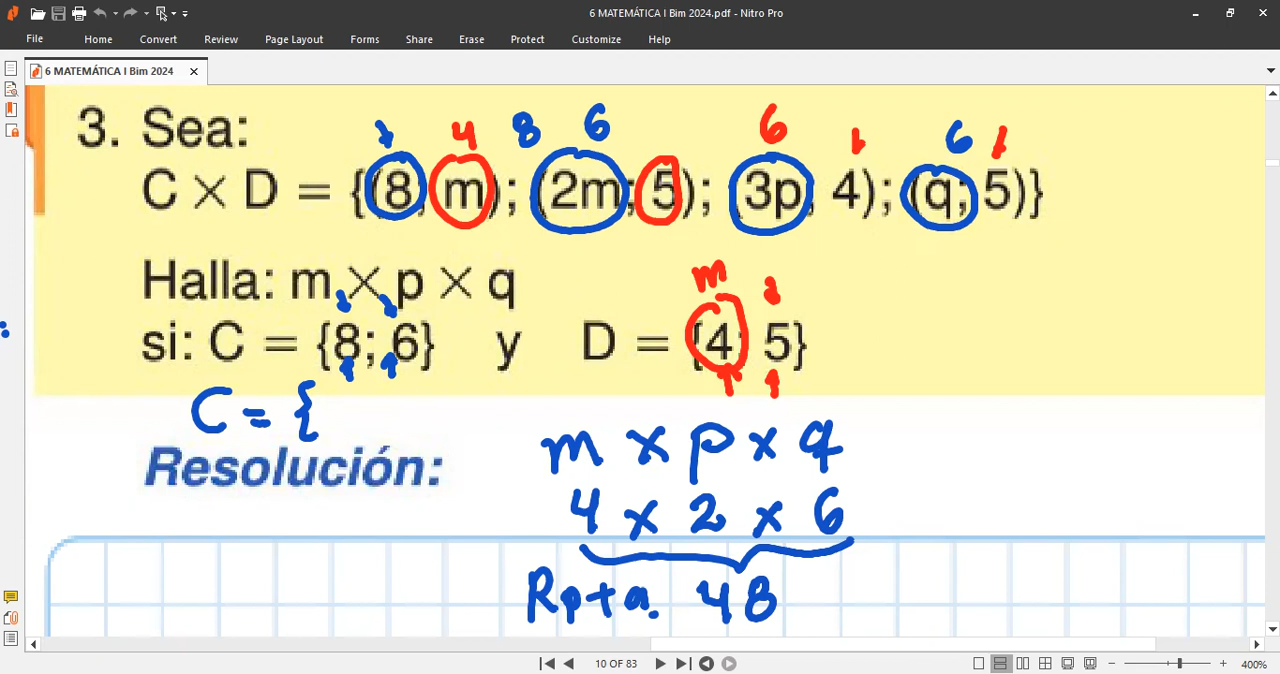 6 MATEMÁTICA I Bim 2024.pdf - Nitro Pro
File Home Convert Review Page Layout Forms Share Erase Protect Customize Help
6 MATEMÁTICA I Bim 2024
4 8 6 6 6
3. Sea:
C × D = {(8; m); (2m; 5); (3p; 4); (q; 5)}
m
Halla: m × p × q
si: C = {8; 6} y D = {4; 5}
C = {
m x p x q
Resolución:
4 x 2 x 6
Rpta. 48
10 OF 83
400%